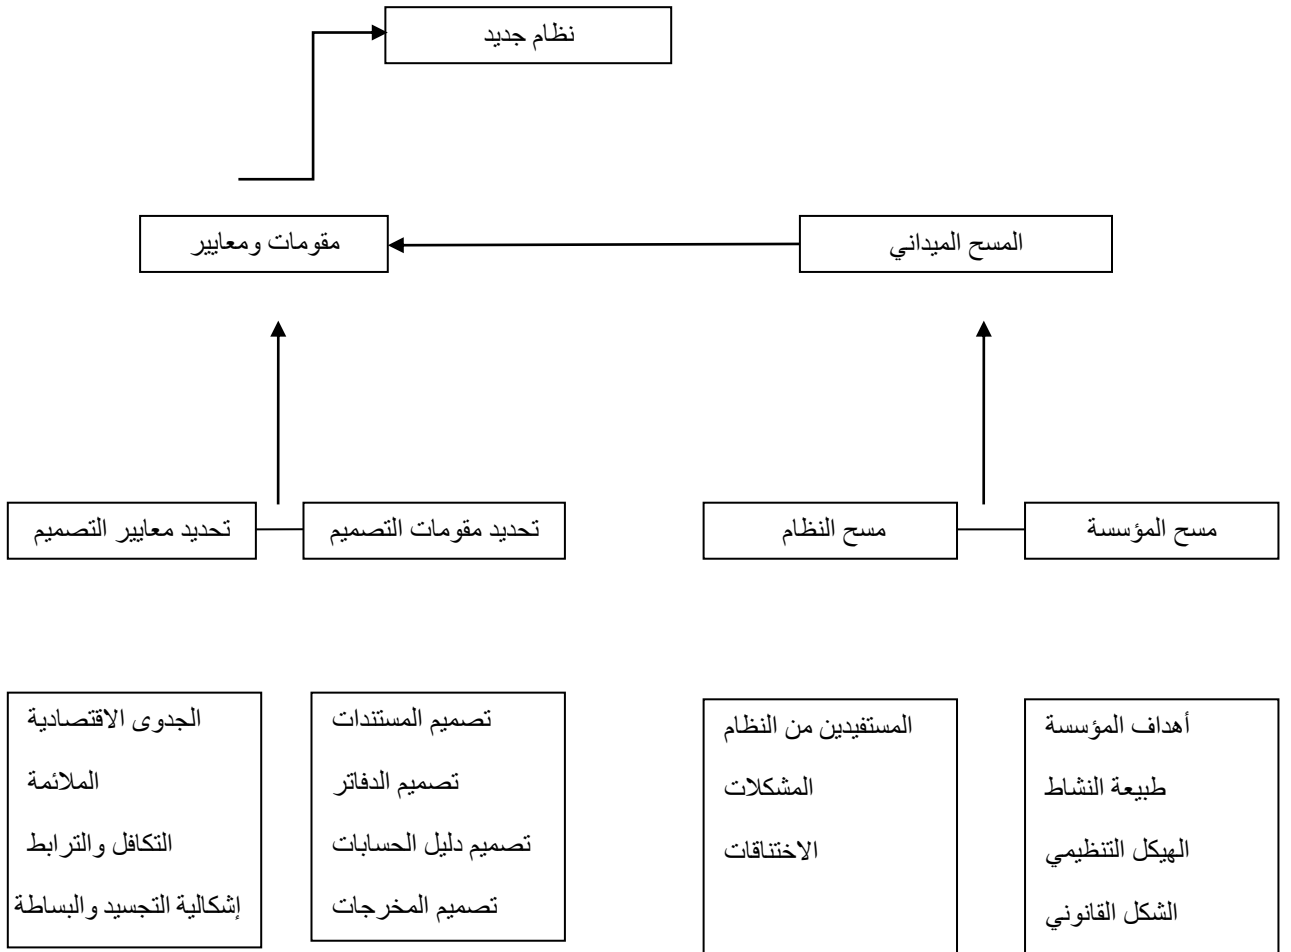 نظام جديد
المسح الميداني
مقومات ومعايير
مسح المؤسسة
مسح النظام
تحديد مقومات التصميم
تحديد معايير التصميم
أهداف المؤسسة
طبيعة النشاط
الهيكل التنظيمي
الشكل القانوني
المستفيدين من النظام
المشكلات
الاختناقات
تصميم المستندات
تصميم الدفاتر
تصميم دليل الحسابات
تصميم المخرجات
الجدوى الاقتصادية
الملائمة
التكافل والترابط
إشكالية التجسيد والبساطة